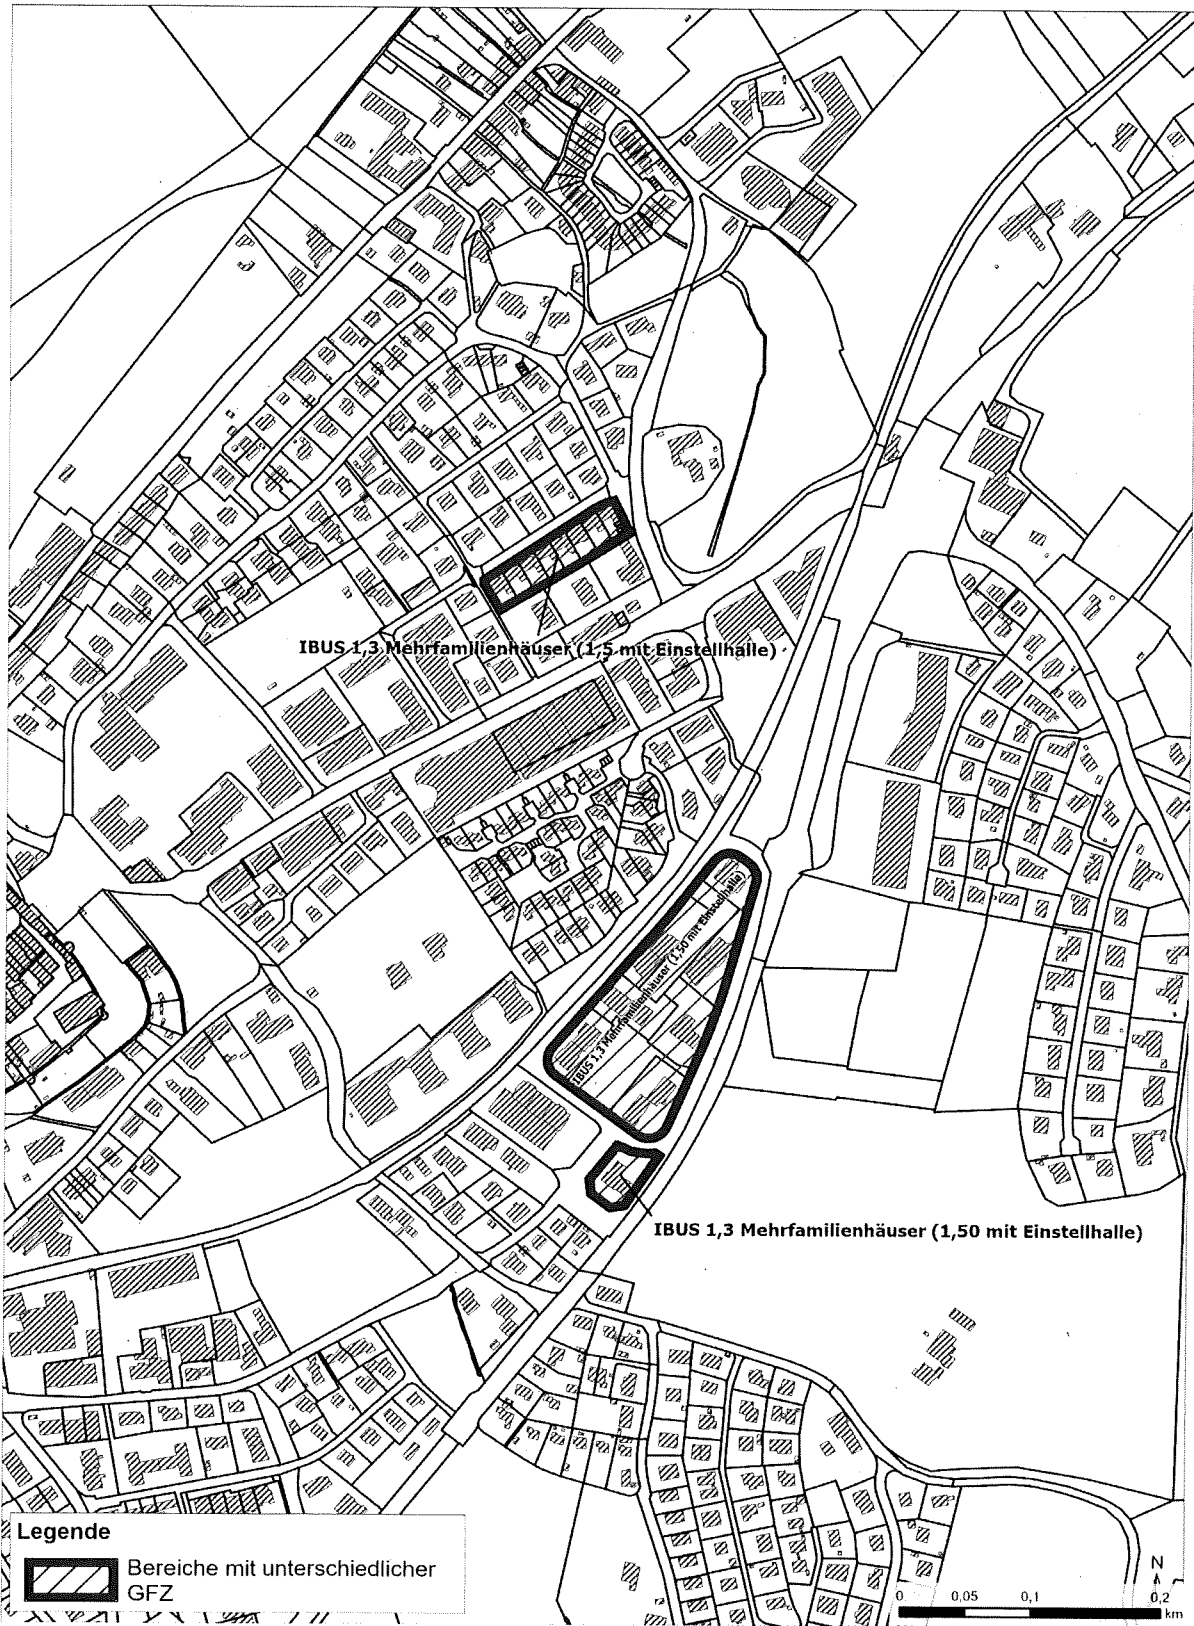 IBUS 1,3 Mehrfamilienhäuser (1,5 mit Einstellhalle)
IBUS 1,3 Mehrfamilienhäuser (1,50 mit Einstellhalle)
IBUS 1,3 Mehrfamilienhäuser (1,50 mit Einstellhalle)
Legende
Bereiche mit unterschiedlicher
GFZ
N
0 0,05 0,1 0,2
km